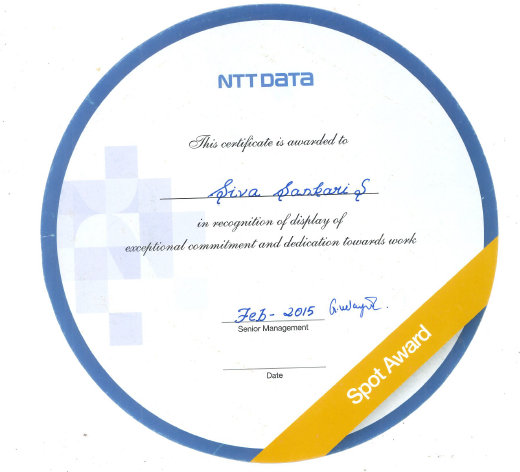 NTT DATA
This certificate is awarded to
Siva Sankari S
in recognition of display of
exceptional commitment and dedication towards work
Feb - 2015
Senior Management
Date
Spot Award